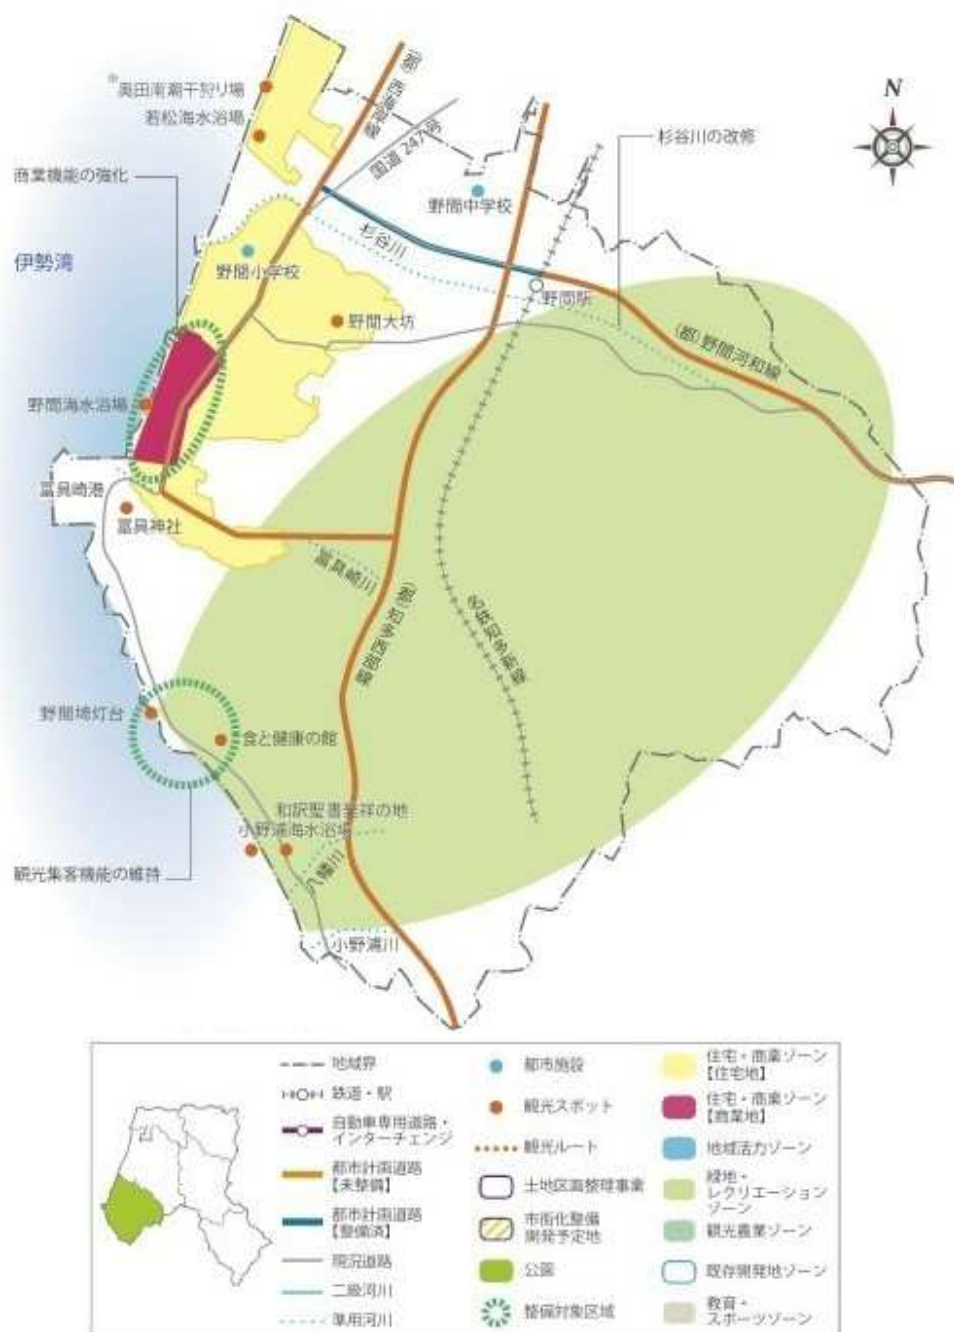 N
(都)西海岸線
※奥田南潮干狩り場
若松海水浴場
国道 247号
杉谷川の改修
商業機能の強化
野間中学校
杉谷川
伊勢湾
野間小学校
野間駅
野間大坊
(都)野間河和線
野間海水浴場
冨具崎港
冨具神社
冨具崎川
(都)知多西部線
名鉄知多新線
野間埼灯台
食と健康の館
和訳聖書発祥の地
小野浦海水浴場
八幡川
観光集客機能の維持
小野浦川
地域界
鉄道・駅
自動車専用道路・
インターチェンジ
都市計画道路
【未整備】
都市計画道路
【整備済】
現況道路
二級河川
準用河川
都市施設
観光スポット
観光ルート
土地区画整理事業
市街化整備
開発予定地
公園
整備対象区域
住宅・商業ゾーン
【住宅地】
住宅・商業ゾーン
【商業地】
地域活力ゾーン
緑地・
レクリエーション
ゾーン
観光農業ゾーン
既存開発地ゾーン
教育・
スポーツゾーン